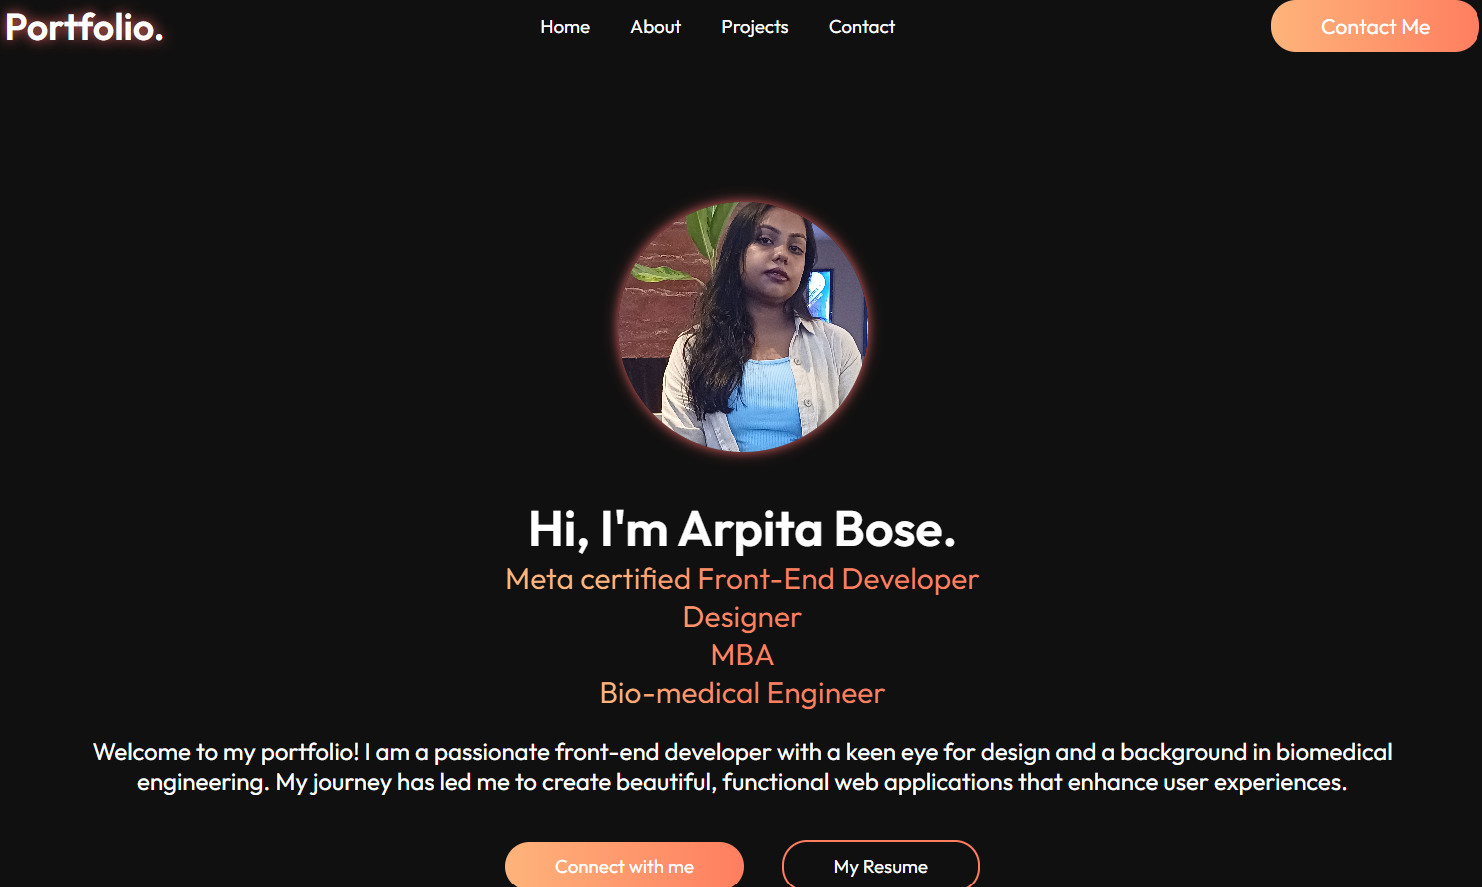 Portfolio.
Home
About
Projects
Contact
Contact Me
Hi, I'm Arpita Bose.
Meta certified Front-End Developer
Designer
MBA
Bio-medical Engineer
Welcome to my portfolio! I am a passionate front-end developer with a keen eye for design and a background in biomedical
engineering. My journey has led me to create beautiful, functional web applications that enhance user experiences.
Connect with me
My Resume